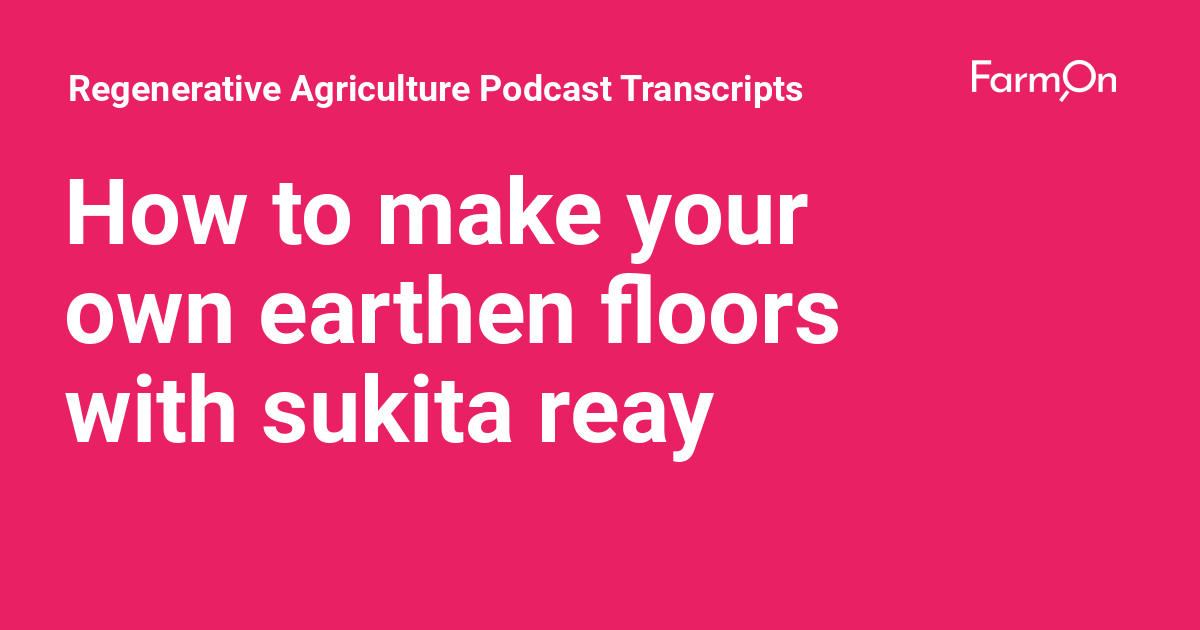 Regenerative Agriculture Podcast Transcripts
FarmOn
How to make your
own earthen floors
with sukita reay